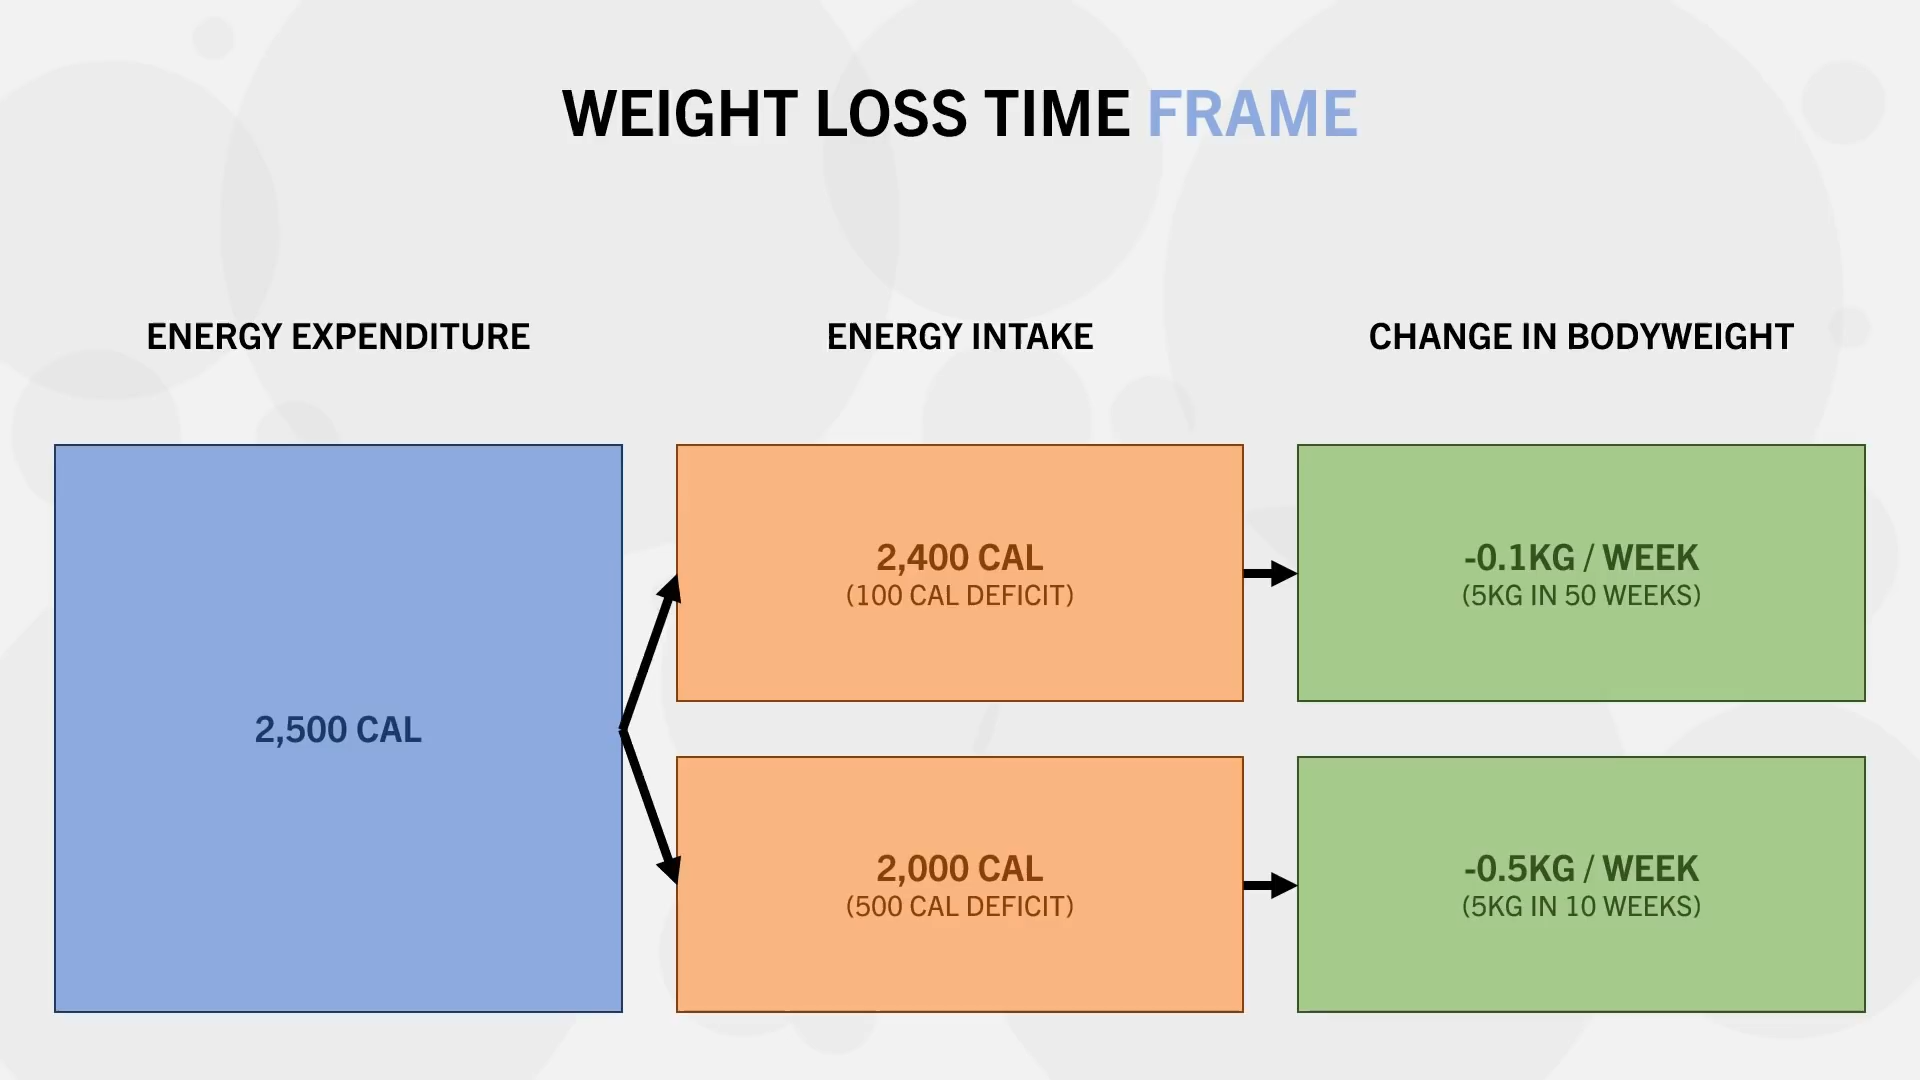 WEIGHT LOSS TIME FRAME
ENERGY EXPENDITURE
ENERGY INTAKE
CHANGE IN BODYWEIGHT
2,500 CAL
2,400 CAL
(100 CAL DEFICIT)
-0.1KG / WEEK
(5KG IN 50 WEEKS)
2,000 CAL
(500 CAL DEFICIT)
-0.5KG / WEEK
(5KG IN 10 WEEKS)